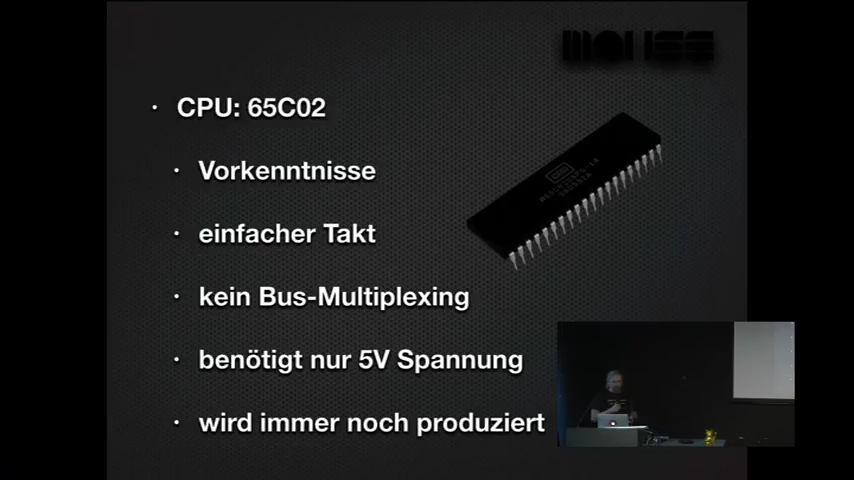 CPU: 65C02
Vorkenntnisse
einfacher Takt
kein Bus-Multiplexing
benötigt nur 5V Spannung
wird immer noch produziert